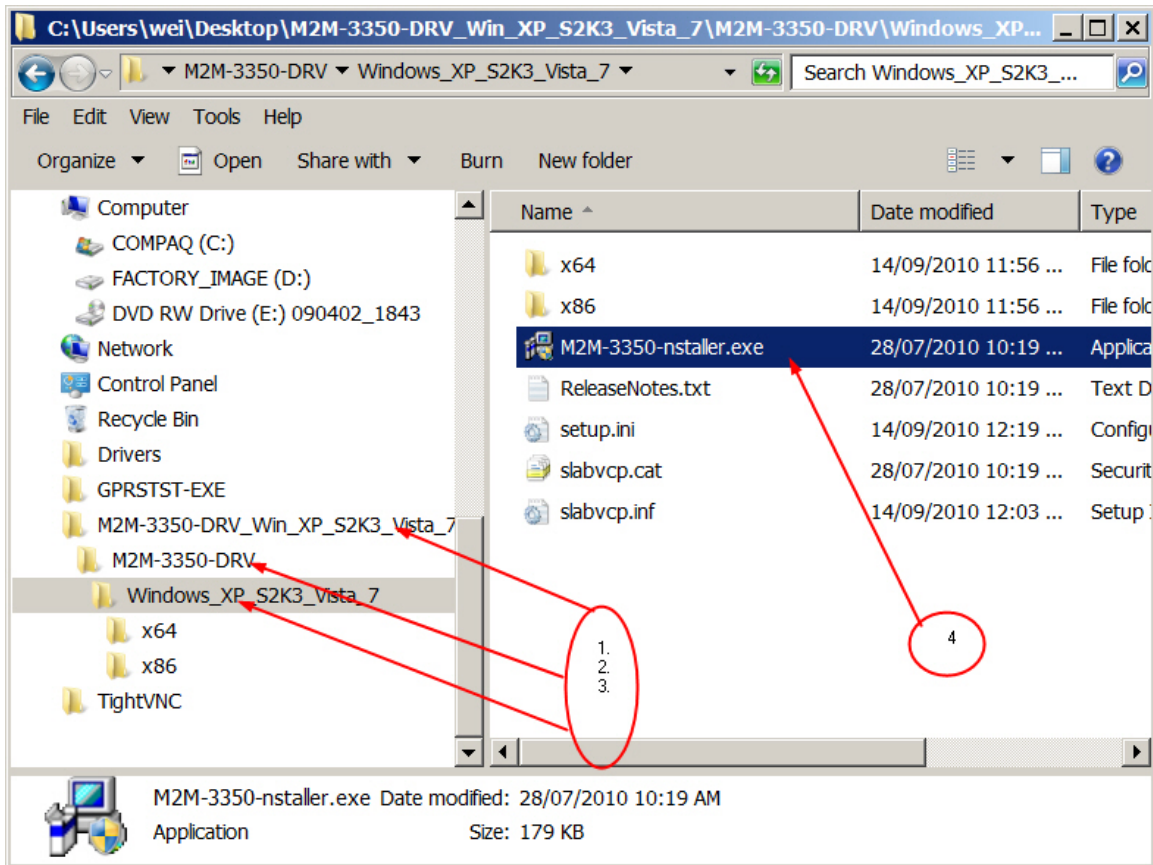 C:\Users\wei\Desktop\M2M-3350-DRV_Win_XP_S2K3_Vista_7\M2M-3350-DRV\Windows_XP...
M2M-3350-DRV Windows_XP_S2K3_Vista_7
Search Windows_XP_S2K3_...
File Edit View Tools Help
Organize Open Share with Burn New folder
Computer
COMPAQ (C:)
FACTORY_IMAGE (D:)
DVD RW Drive (E:) 090402_1843
Network
Control Panel
Recycle Bin
Drivers
GPRSTST-EXE
M2M-3350-DRV_Win_XP_S2K3_Vista_7
M2M-3350-DRV
Windows_XP_S2K3_Vista_7
x64
x86
TightVNC
Name Date modified Type
x64 14/09/2010 11:56 ... File fold
x86 14/09/2010 11:56 ... File fold
M2M-3350-nstaller.exe 28/07/2010 10:19 ... Applica
ReleaseNotes.txt 28/07/2010 10:19 ... Text D
setup.ini 14/09/2010 12:19 ... Config
slabvcp.cat 28/07/2010 10:19 ... Securit
slabvcp.inf 14/09/2010 12:03 ... Setup
1.
2.
3.
4
M2M-3350-nstaller.exe Date modified: 28/07/2010 10:19 AM
Application Size: 179 KB